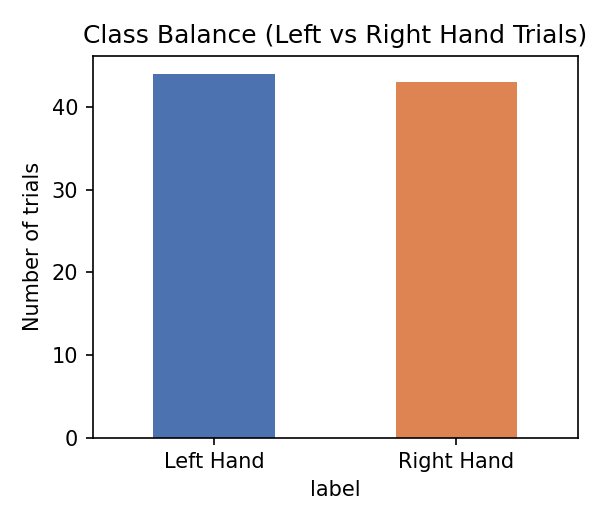 Class Balance (Left vs Right Hand Trials)
Number of trials
40
30
20
10
0
Left Hand
Right Hand
label